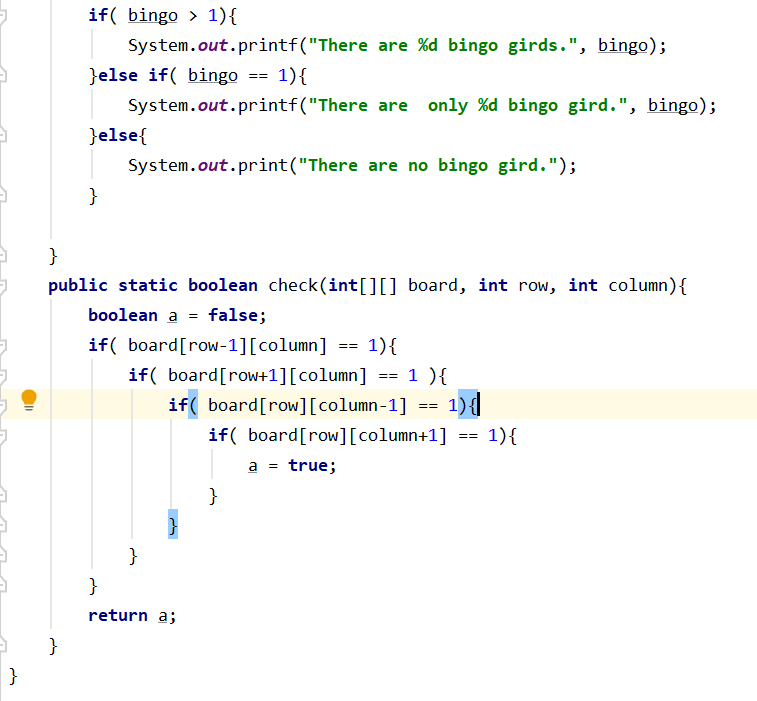 if( bingo > 1){
System.out.printf("There are %d bingo girds.", bingo);
}else if( bingo == 1){
System.out.printf("There are  only %d bingo gird.", bingo);
}else{
System.out.print("There are no bingo gird.");
}
}
public static boolean check(int[][] board, int row, int column){
boolean a = false;
if( board[row-1][column] == 1){
if( board[row+1][column] == 1 ){
if( board[row][column-1] == 1){
if( board[row][column+1] == 1){
a = true;
}
}
}
}
return a;
}
}